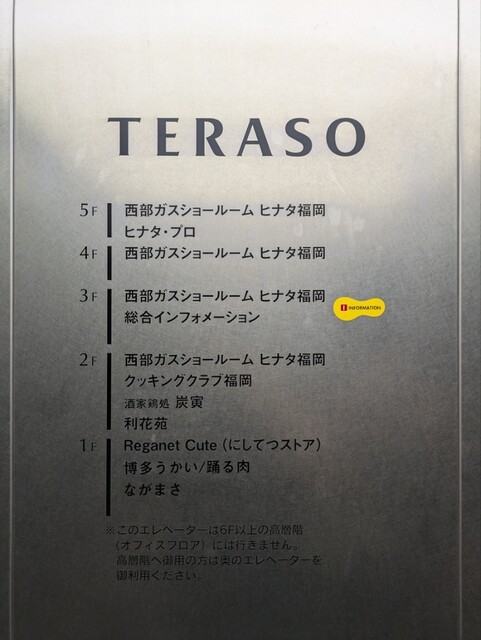 TERASO
5F 西部ガスショールーム ヒナタ福岡
ヒナタ・プロ
4F 西部ガスショールーム ヒナタ福岡
3F 西部ガスショールーム ヒナタ福岡
総合インフォメーション
i INFORMATION
2F 西部ガスショールーム ヒナタ福岡
クッキングクラブ福岡
酒家鶏処 炭寅
利花苑
1F Reganet Cute (にしてつストア)
博多うかい/踊る肉
ながまさ
※このエレベーターは6F以上の高層階
(オフィスフロア) には行きません。
高層階へ御用の方は奥のエレベーターを
御利用ください。